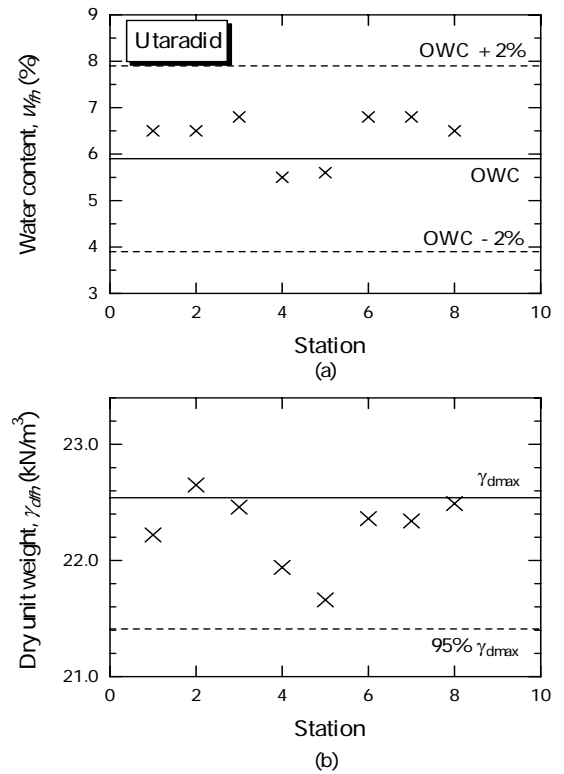 Utaradid
OWC + 2%
OWC
OWC - 2%
Water content, w_fh (%)
9
8
7
6
5
4
3
0 2 4 6 8 10
Station
(a)
γdmax
95% γdmax
Dry unit weight, γ_dfh (kN/m³)
23.0
22.0
21.0
0 2 4 6 8 10
Station
(b)